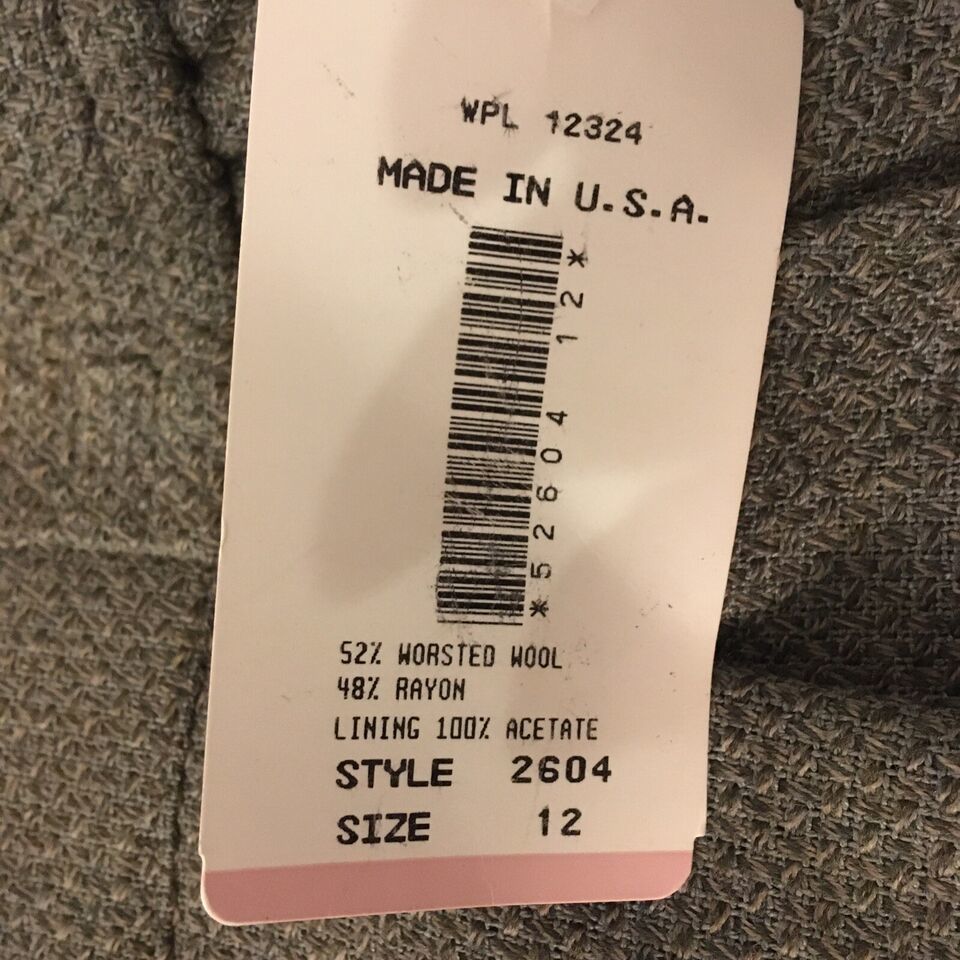 WPL 12324
MADE IN U.S.A.
*52604 12*
52% WORSTED WOOL
48% RAYON
LINING 100% ACETATE
STYLE 2604
SIZE 12